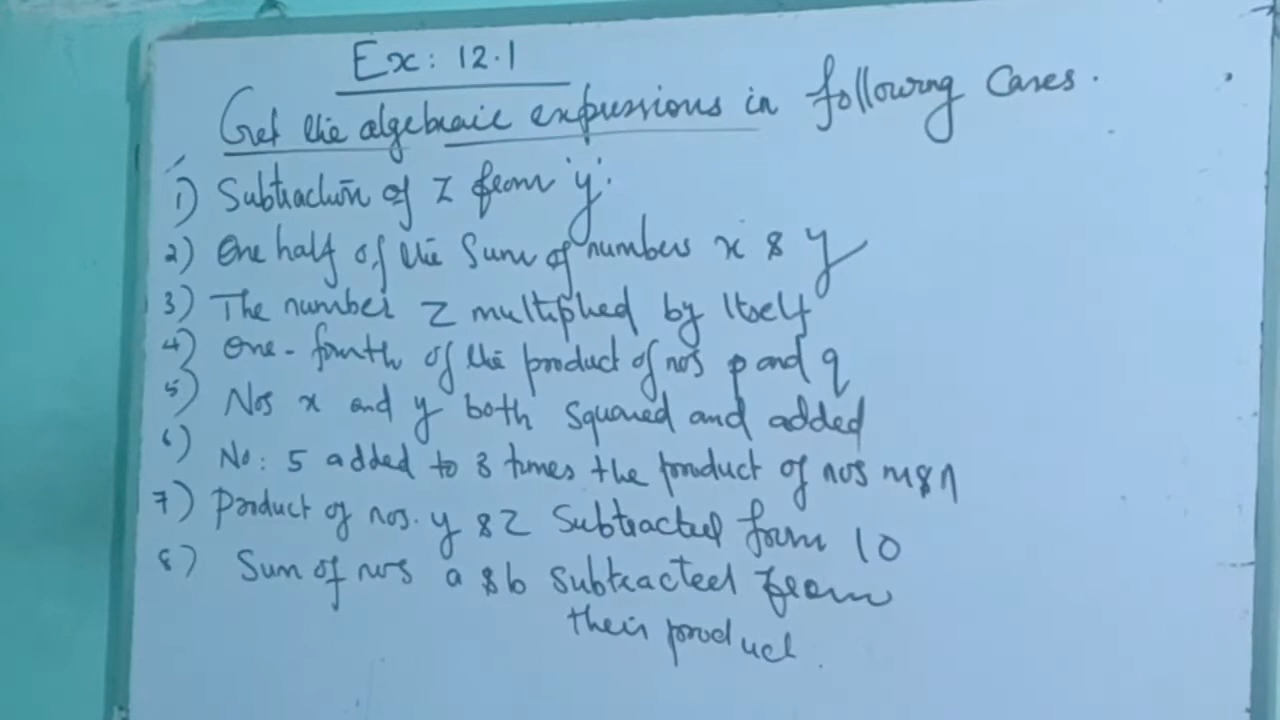 Ex: 12.1
Get the algebraic expressions in following Cases.
1) Subtraction of Z from 'y'.
2) One half of the Sum of numbers x & y
3) The number Z multiplied by Itself
4) One-fourth of the product of nos p and q
5) Nos x and y both squared and added
6) No: 5 added to 3 times the product of nos m & n
7) Product of nos. y & Z Subtracted from 10
8) Sum of nos a & b subtracted from
their product.